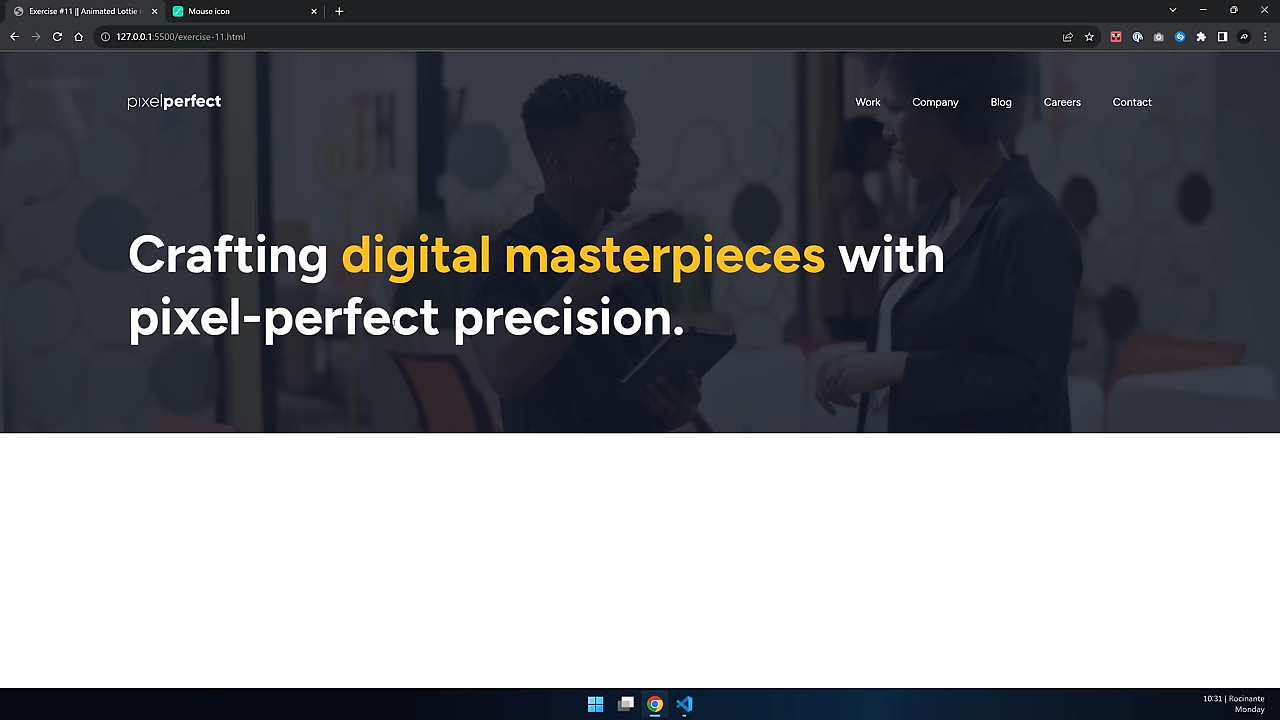 Exercise #11 || Animated Lottie
Mouse icon
127.0.0.1:5500/exercise-11.html
pixelperfect
Work
Company
Blog
Careers
Contact
Crafting digital masterpieces with
pixel-perfect precision.
10:31 | Rocinante
Monday